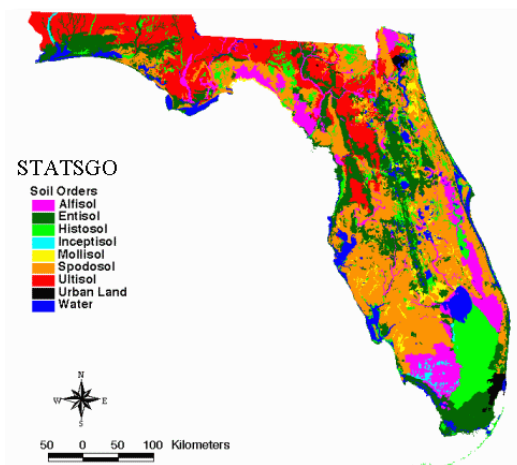 STATSGO
Soil Orders
Alfisol
Entisol
Histosol
Inceptisol
Mollisol
Spodosol
Ultisol
Urban Land
Water
N
W E
S
50 0 50 100 Kilometers